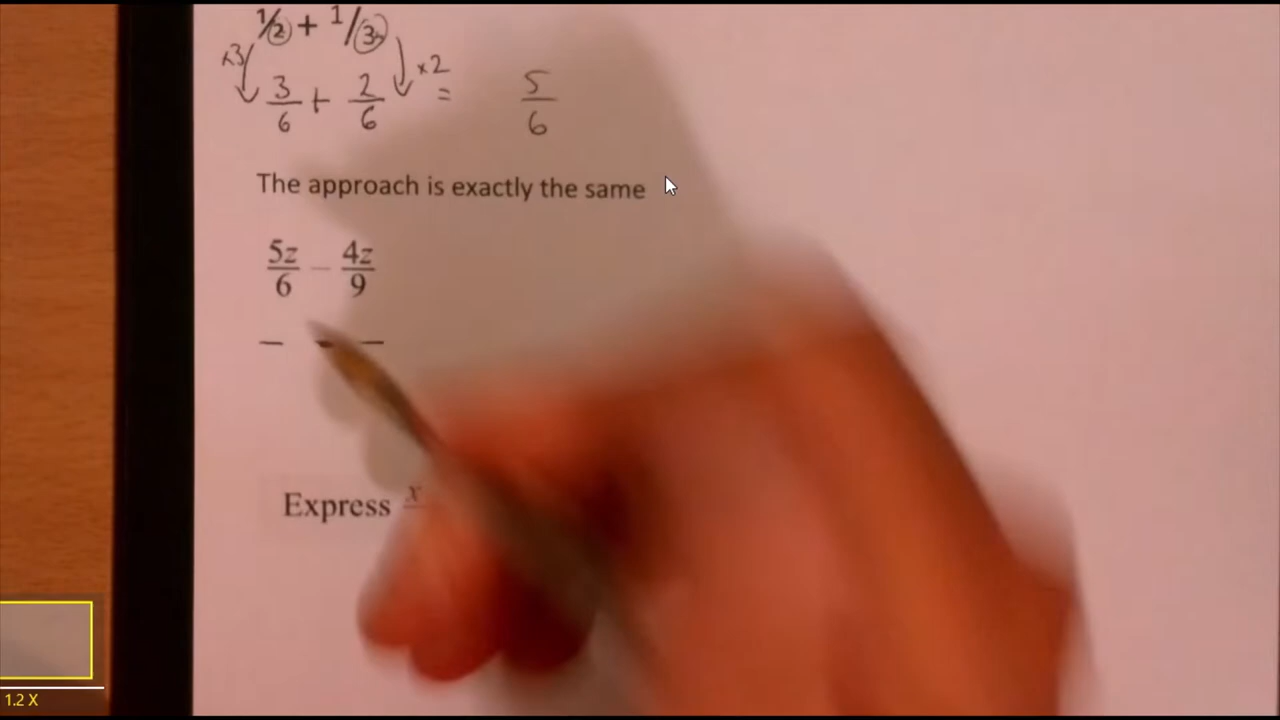 1/2 + 1/3
×3 ×2
3/6 + 2/6 = 5/6
The approach is exactly the same
5z/6 − 4z/9
— - —
Express x
1.2 X